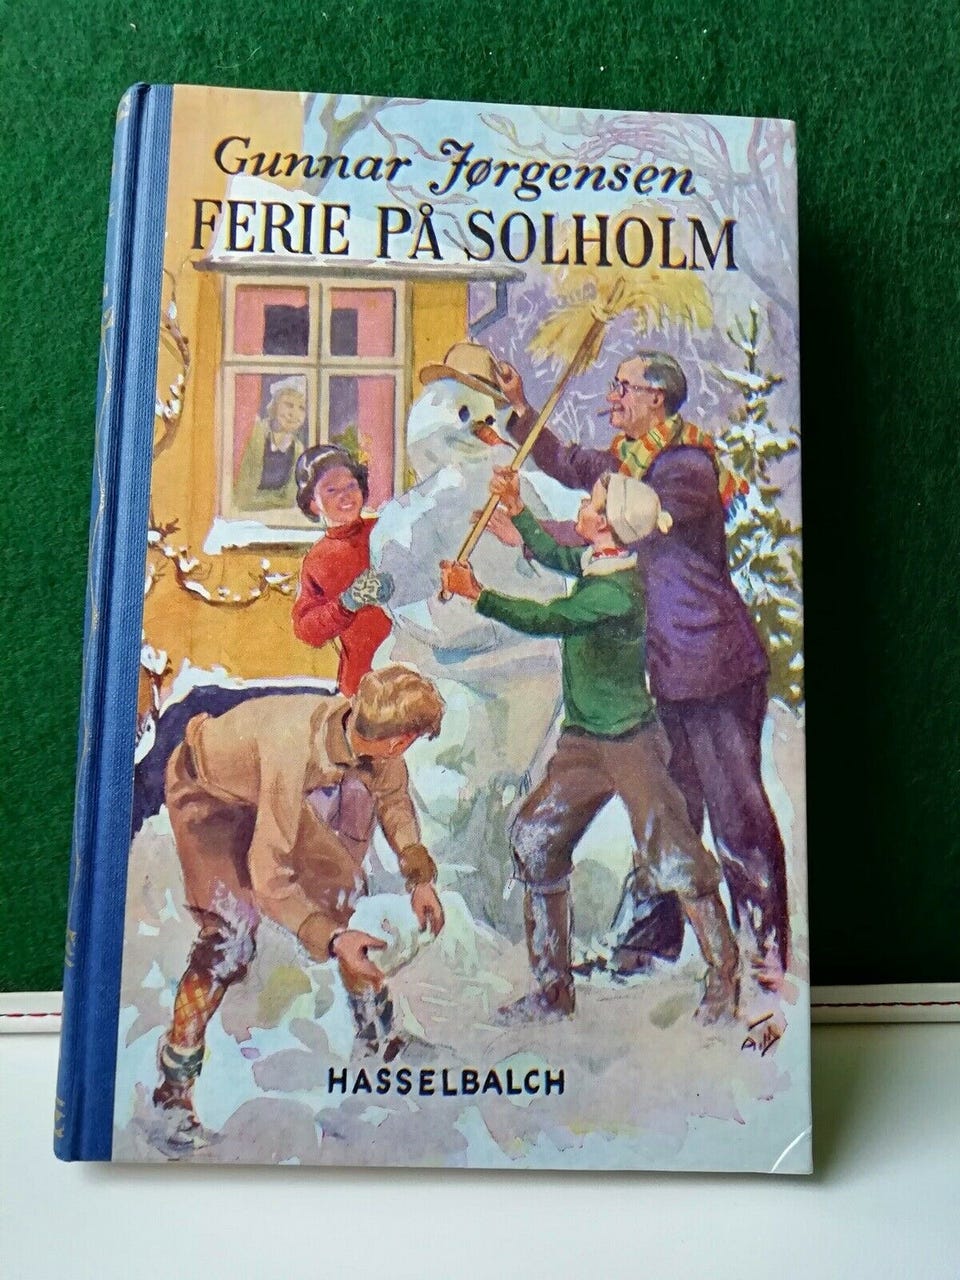 Gunnar Jørgensen
FERIE PÅ SOLHOLM
HASSELBALCH